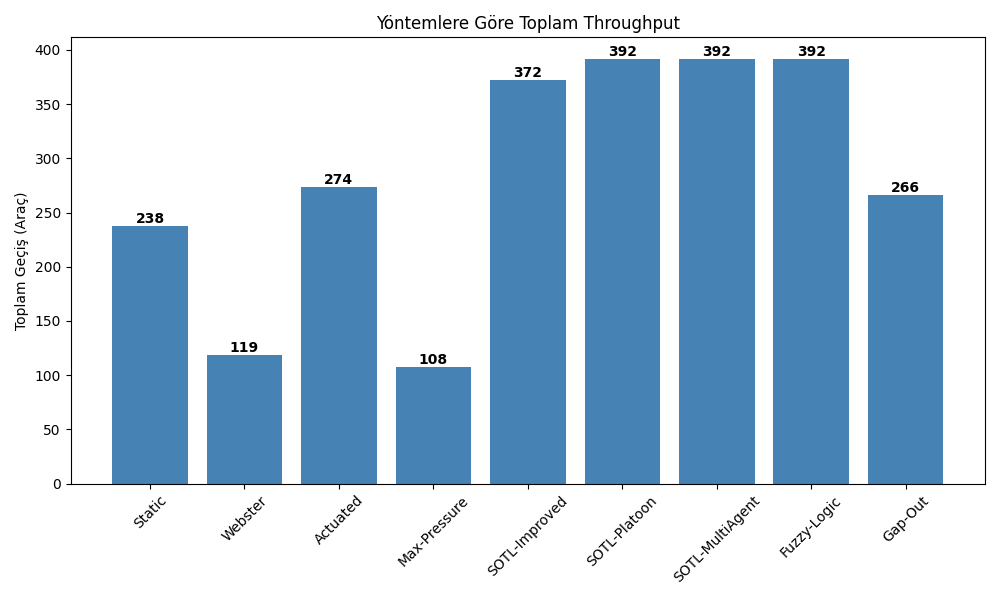 Yöntemlere Göre Toplam Throughput
Toplam Geçiş (Araç)
400
350
300
250
200
150
100
50
0
238
119
274
108
372
392
392
392
266
Static
Webster
Actuated
Max-Pressure
SOTL-Improved
SOTL-Platoon
SOTL-MultiAgent
Fuzzy-Logic
Gap-Out